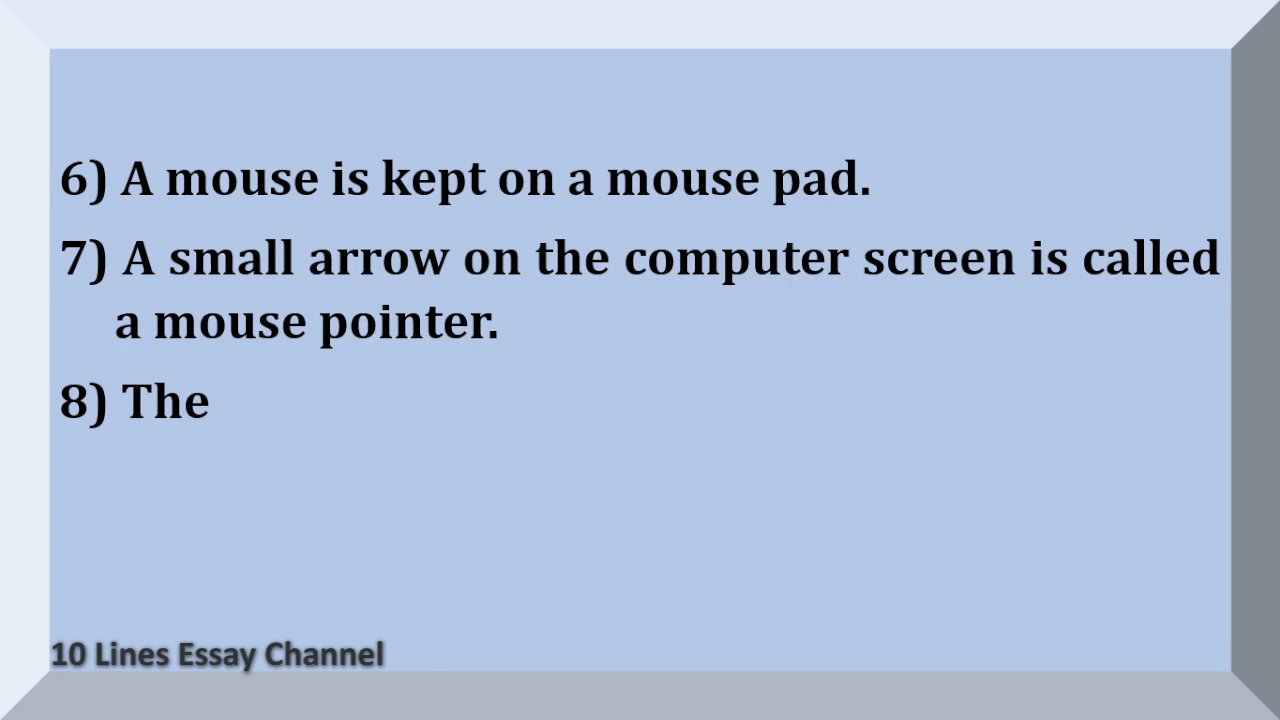 6) A mouse is kept on a mouse pad.
7) A small arrow on the computer screen is called
a mouse pointer.
8) The
10 Lines Essay Channel